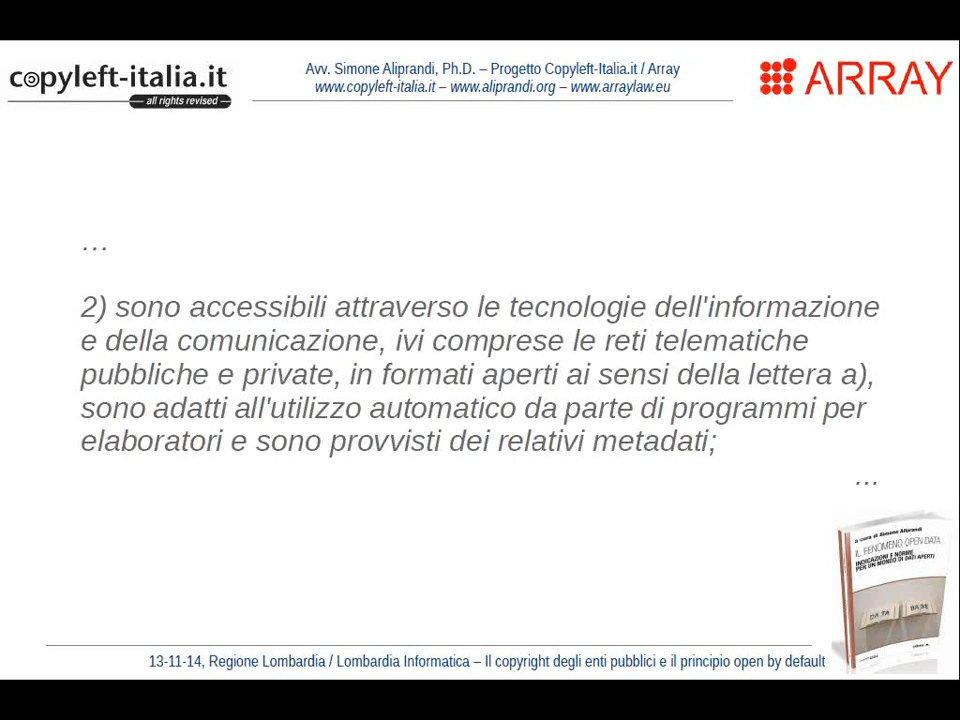 copyleft-italia.it
all rights revised
Avv. Simone Aliprandi, Ph.D. – Progetto Copyleft-Italia.it / Array
www.copyleft-italia.it – www.aliprandi.org – www.arraylaw.eu
ARRAY
...
2) sono accessibili attraverso le tecnologie dell'informazione
e della comunicazione, ivi comprese le reti telematiche
pubbliche e private, in formati aperti ai sensi della lettera a),
sono adatti all'utilizzo automatico da parte di programmi per
elaboratori e sono provvisti dei relativi metadati;
...
a cura di Simone Aliprandi
IL FENOMENO OPEN DATA
INDICAZIONI E NORME
PER UN MONDO DI DATI APERTI
DA TA
BA
13-11-14, Regione Lombardia / Lombardia Informatica – Il copyright degli enti pubblici e il principio open by default